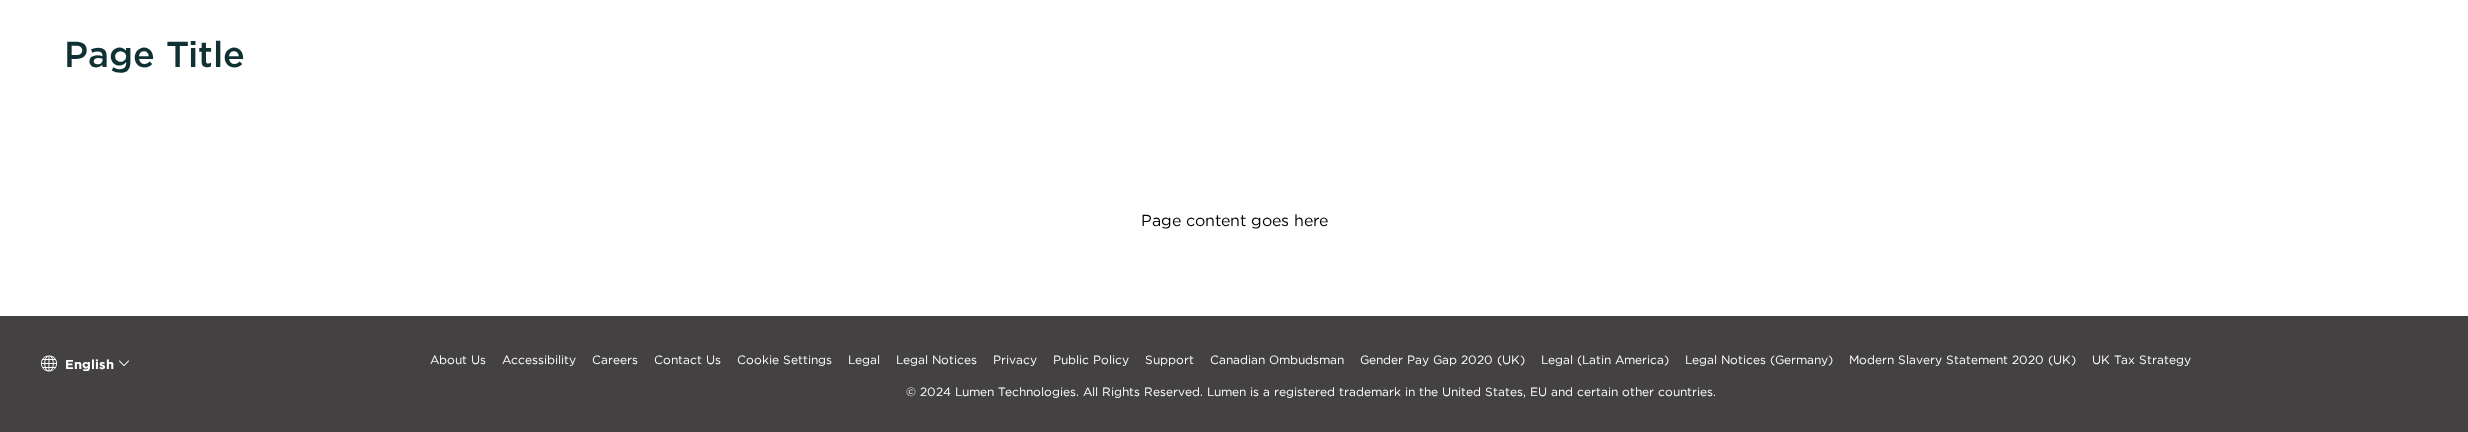 Page Title
Page content goes here
English
About Us Accessibility Careers Contact Us Cookie Settings Legal Legal Notices Privacy Public Policy Support Canadian Ombudsman Gender Pay Gap 2020 (UK) Legal (Latin America) Legal Notices (Germany) Modern Slavery Statement 2020 (UK) UK Tax Strategy
© 2024 Lumen Technologies. All Rights Reserved. Lumen is a registered trademark in the United States, EU and certain other countries.